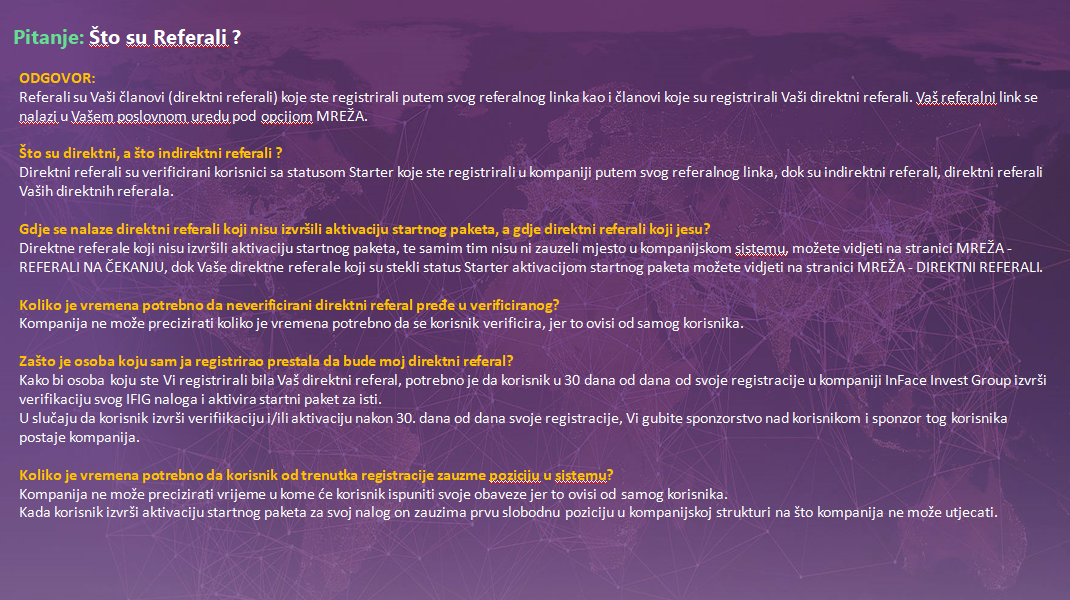 Pitanje: Što su Referali ?
ODGOVOR:
Referali su Vaši članovi (direktni referali) koje ste registrirali putem svog referalnog linka kao i članovi koje su registrirali Vaši direktni referali. Vaš referalni link se
nalazi u Vašem poslovnom uredu pod opcijom MREŽA.
Što su direktni, a što indirektni referali ?
Direktni referali su verificirani korisnici sa statusom Starter koje ste registrirali u kompaniji putem svog referalnog linka, dok su indirektni referali, direktni referali
Vaših direktnih referala.
Gdje se nalaze direktni referali koji nisu izvršili aktivaciju startnog paketa, a gdje direktni referali koji jesu?
Direktne referale koji nisu izvršili aktivaciju startnog paketa, te samim tim nisu ni zauzeli mjesto u kompanijskom sistemu, možete vidjeti na stranici MREŽA -
REFERALI NA ČEKANJU, dok Vaše direktne referale koji su stekli status Starter aktivacijom startnog paketa možete vidjeti na stranici MREŽA - DIREKTNI REFERALI.
Koliko je vremena potrebno da neverificirani direktni referal pređe u verificiranog?
Kompanija ne može precizirati koliko je vremena potrebno da se korisnik verificira, jer to ovisi od samog korisnika.
Zašto je osoba koju sam ja registrirao prestala da bude moj direktni referal?
Kako bi osoba koju ste Vi registrirali bila Vaš direktni referal, potrebno je da korisnik u 30 dana od dana od svoje registracije u kompaniji InFace Invest Group izvrši
verifikaciju svog IFIG naloga i aktivira startni paket za isti.
U slučaju da korisnik izvrši verifiikaciju i/ili aktivaciju nakon 30. dana od dana svoje registracije, Vi gubite sponzorstvo nad korisnikom i sponzor tog korisnika
postaje kompanija.
Koliko je vremena potrebno da korisnik od trenutka registracije zauzme poziciju u sistemu?
Kompanija ne može precizirati vrijeme u kome će korisnik ispuniti svoje obaveze jer to ovisi od samog korisnika.
Kada korisnik izvrši aktivaciju startnog paketa za svoj nalog on zauzima prvu slobodnu poziciju u kompanijskoj strukturi na što kompanija ne može utjecati.